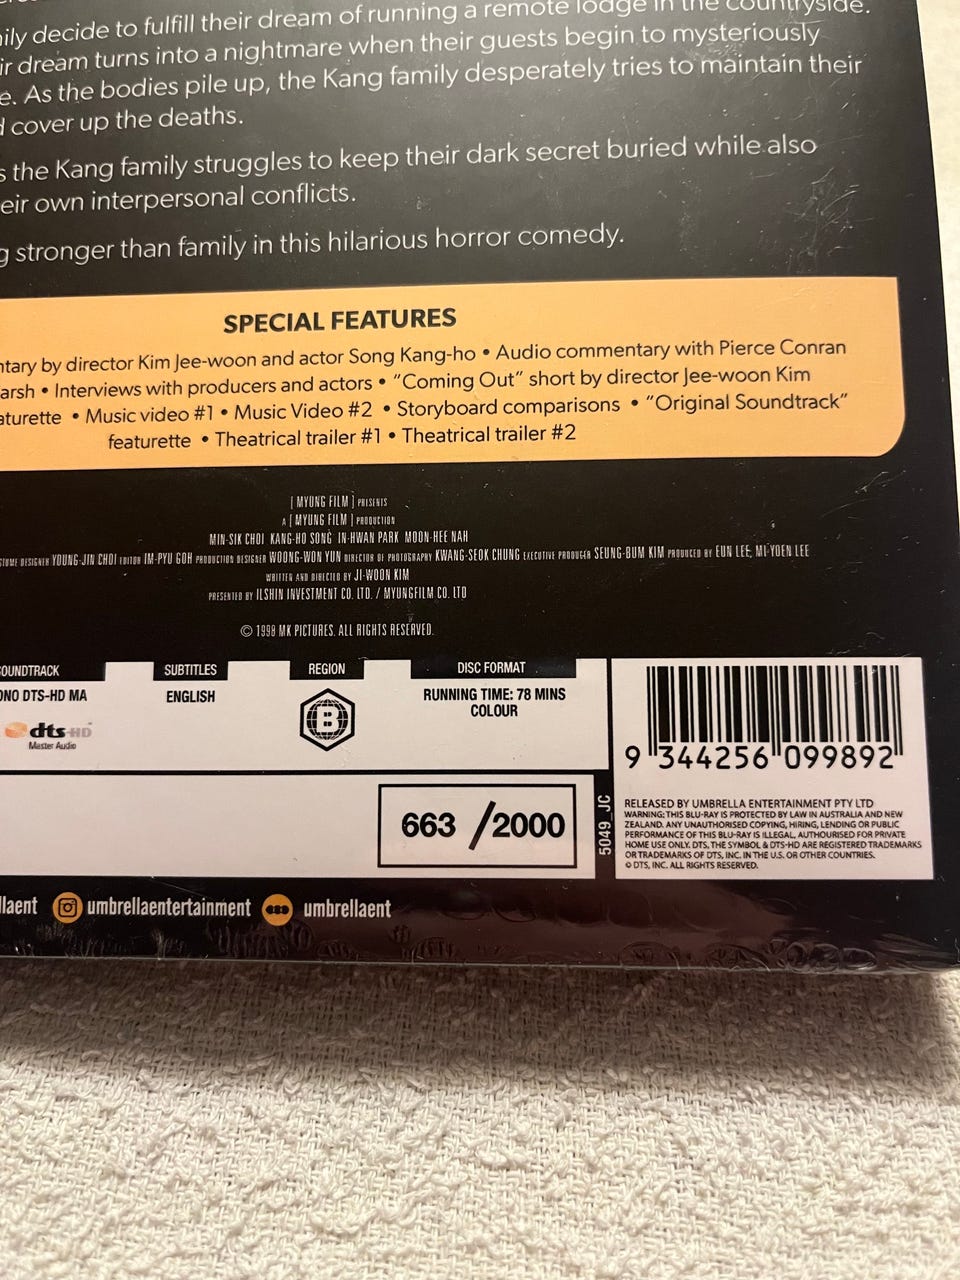 ily decide to fulfill their dream of running a remote lodge in the countryside.
ir dream turns into a nightmare when their guests begin to mysteriously
e. As the bodies pile up, the Kang family desperately tries to maintain their
d cover up the deaths.
s the Kang family struggles to keep their dark secret buried while also
eir own interpersonal conflicts.
g stronger than family in this hilarious horror comedy.
SPECIAL FEATURES
ntary by director Kim Jee-woon and actor Song Kang-ho • Audio commentary with Pierce Conran
arsh • Interviews with producers and actors • "Coming Out" short by director Jee-woon Kim
aturette • Music video #1 • Music Video #2 • Storyboard comparisons • "Original Soundtrack"
featurette • Theatrical trailer #1 • Theatrical trailer #2
[ MYUNG FILM ] PRESENTS
A [ MYUNG FILM ] PRODUCTION
MIN-SIK CHOI KANG-HO SONG IN-HWAN PARK MOON-HEE NAH
STUME DESIGNER YOUNG-JIN CHOI EDITOR IM-PYU GOH PRODUCTION DESIGNER WOONG-WON YUN DIRECTOR OF PHOTOGRAPHY KWANG-SEOK CHUNG EXECUTIVE PRODUCER SEUNG-BUM KIM PRODUCED BY EUN LEE, MI-YOEN LEE
WRITTEN AND DIRECTED BY JI-WOON KIM
PRESENTED BY ILSHIN INVESTMENT CO. LTD. / MYUNGFILM CO. LTD
© 1998 MK PICTURES. ALL RIGHTS RESERVED.
OUNDTRACK SUBTITLES REGION DISC FORMAT
ONO DTS-HD MA ENGLISH B RUNNING TIME: 78 MINS
COLOUR
dts-HD
Master Audio
9 344256 099892
663 /2000
5049_JC
RELEASED BY UMBRELLA ENTERTAINMENT PTY LTD
WARNING: THIS BLU-RAY IS PROTECTED BY LAW IN AUSTRALIA AND NEW
ZEALAND. ANY UNAUTHORISED COPYING, HIRING, LENDING OR PUBLIC
PERFORMANCE OF THIS BLU-RAY IS ILLEGAL. AUTHOURISED FOR PRIVATE
HOME USE ONLY. DTS, THE SYMBOL & DTS-HD ARE REGISTERED TRADEMARKS
OR TRADEMARKS OF DTS, INC. IN THE U.S. OR OTHER COUNTRIES.
© DTS, INC. ALL RIGHTS RESERVED.
llaent umbrellaentertainment umbrellaent